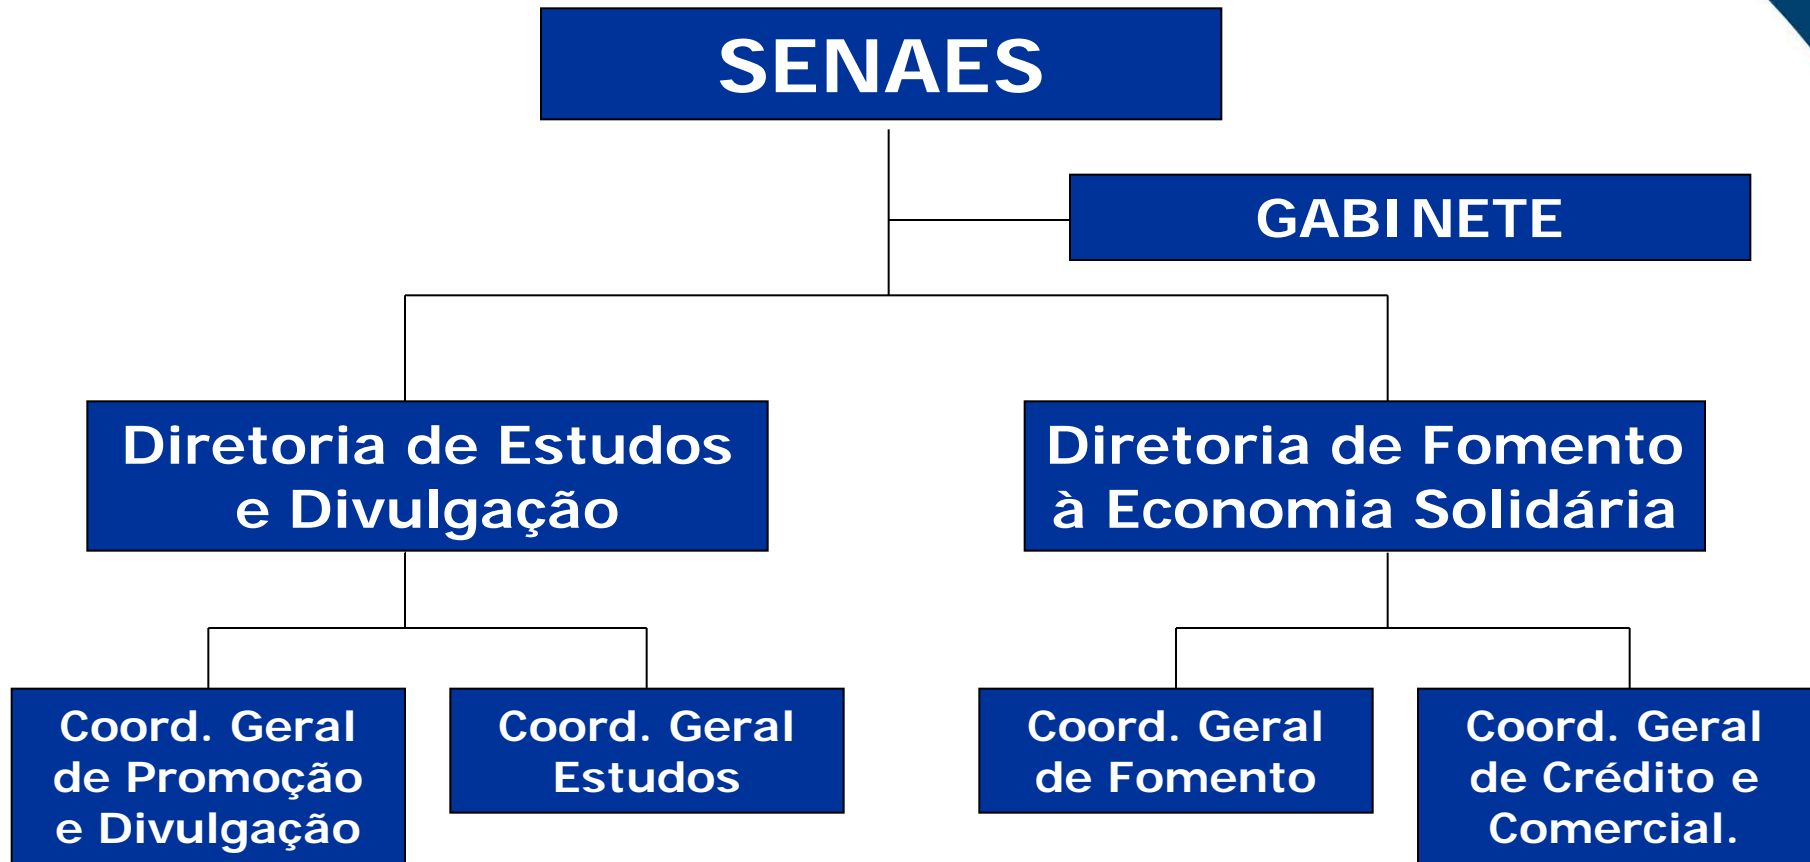 SENAES
GABINETE
Diretoria de Estudos
e Divulgação
Diretoria de Fomento
à Economia Solidária
Coord. Geral
de Promoção
e Divulgação
Coord. Geral
Estudos
Coord. Geral
de Fomento
Coord. Geral
de Crédito e
Comercial.